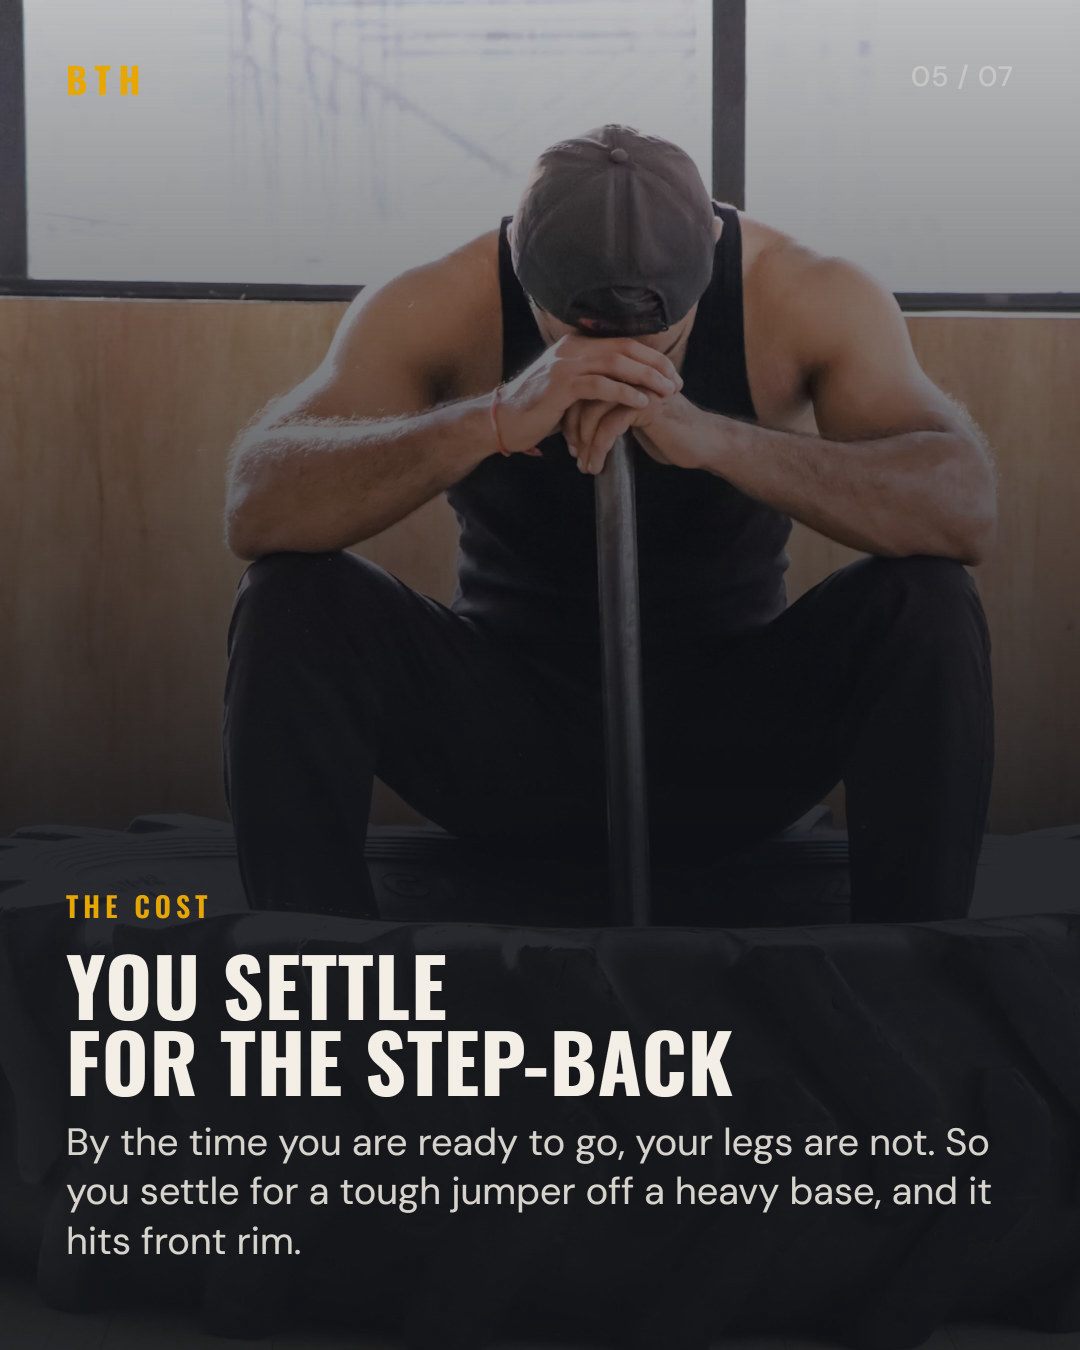 BTH
05 / 07
THE COST
YOU SETTLE
FOR THE STEP-BACK
By the time you are ready to go, your legs are not. So
you settle for a tough jumper off a heavy base, and it
hits front rim.